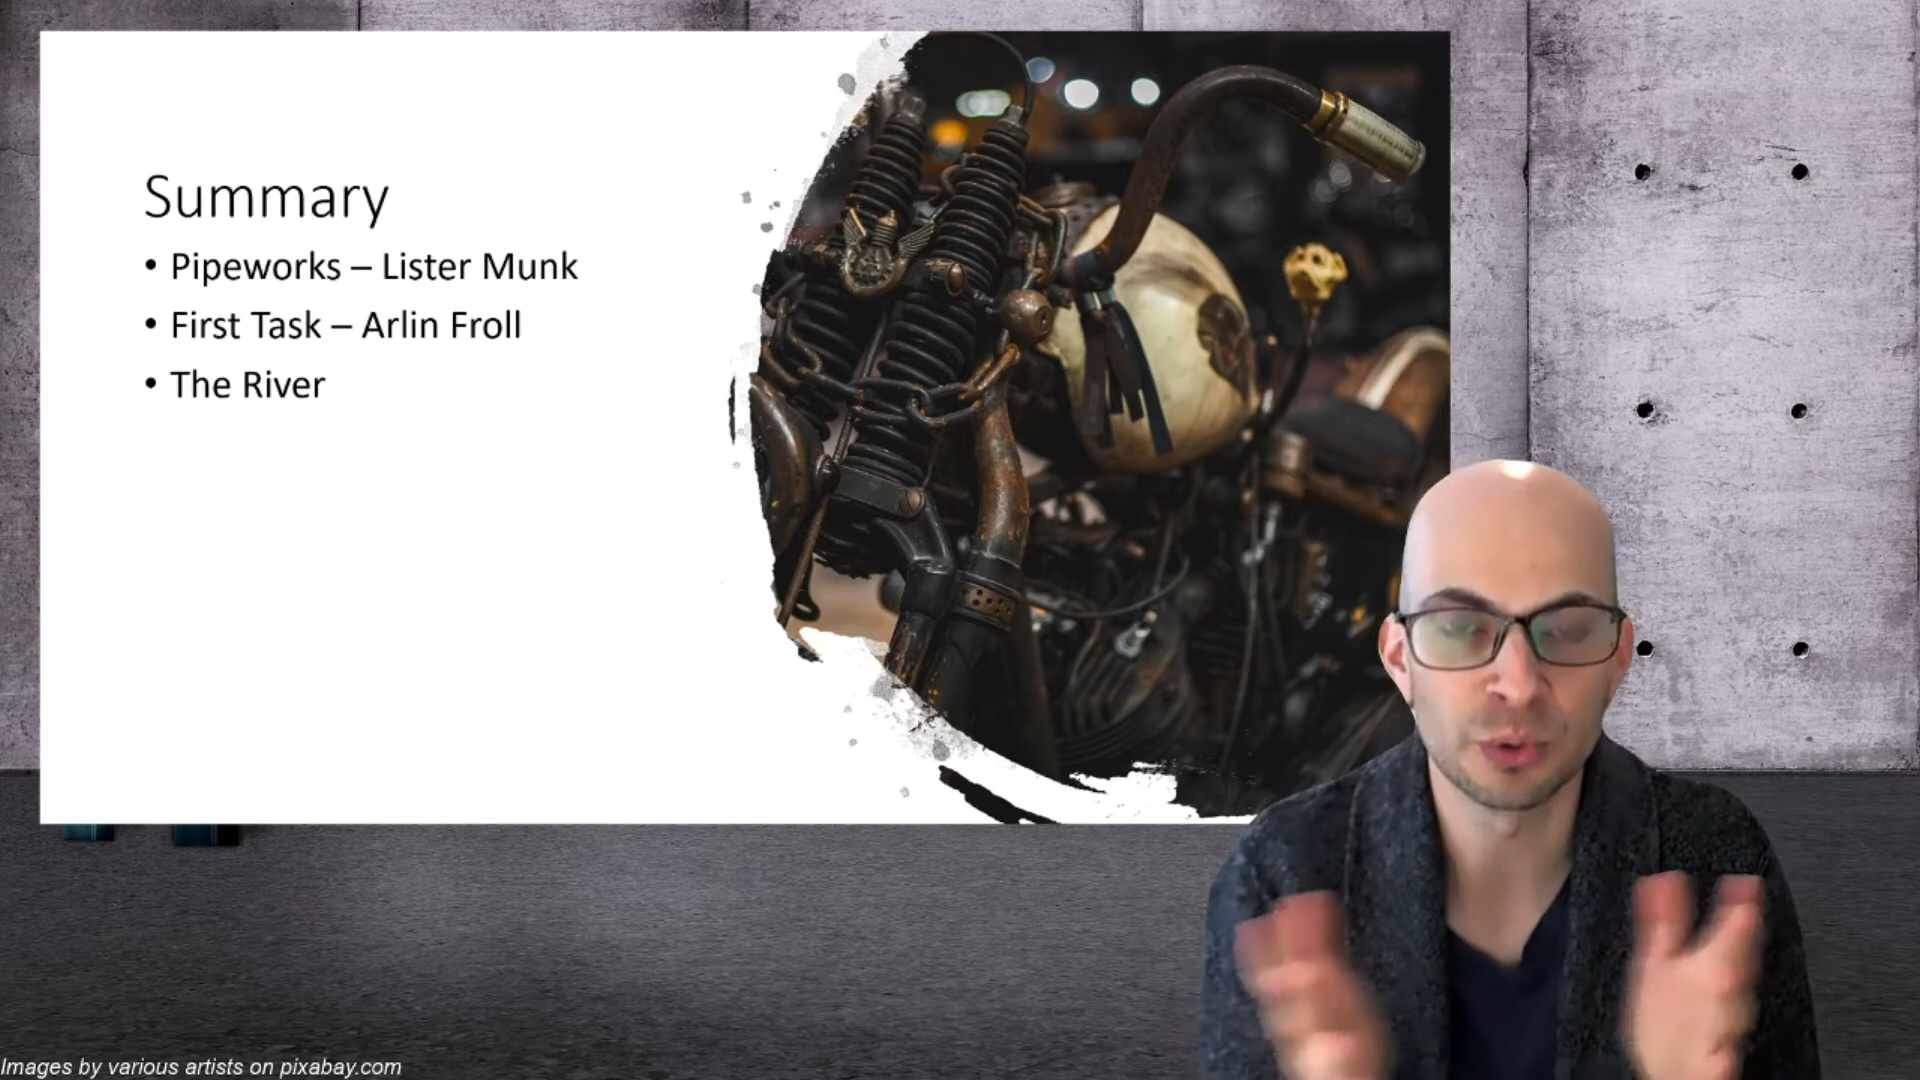 Summary
• Pipeworks – Lister Munk
• First Task – Arlin Froll
• The River
Images by various artists on pixabay.com